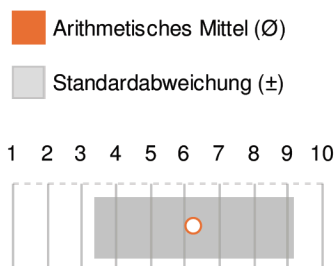 Arithmetisches Mittel (Ø)
Standardabweichung (±)
1 2 3 4 5 6 7 8 9 10